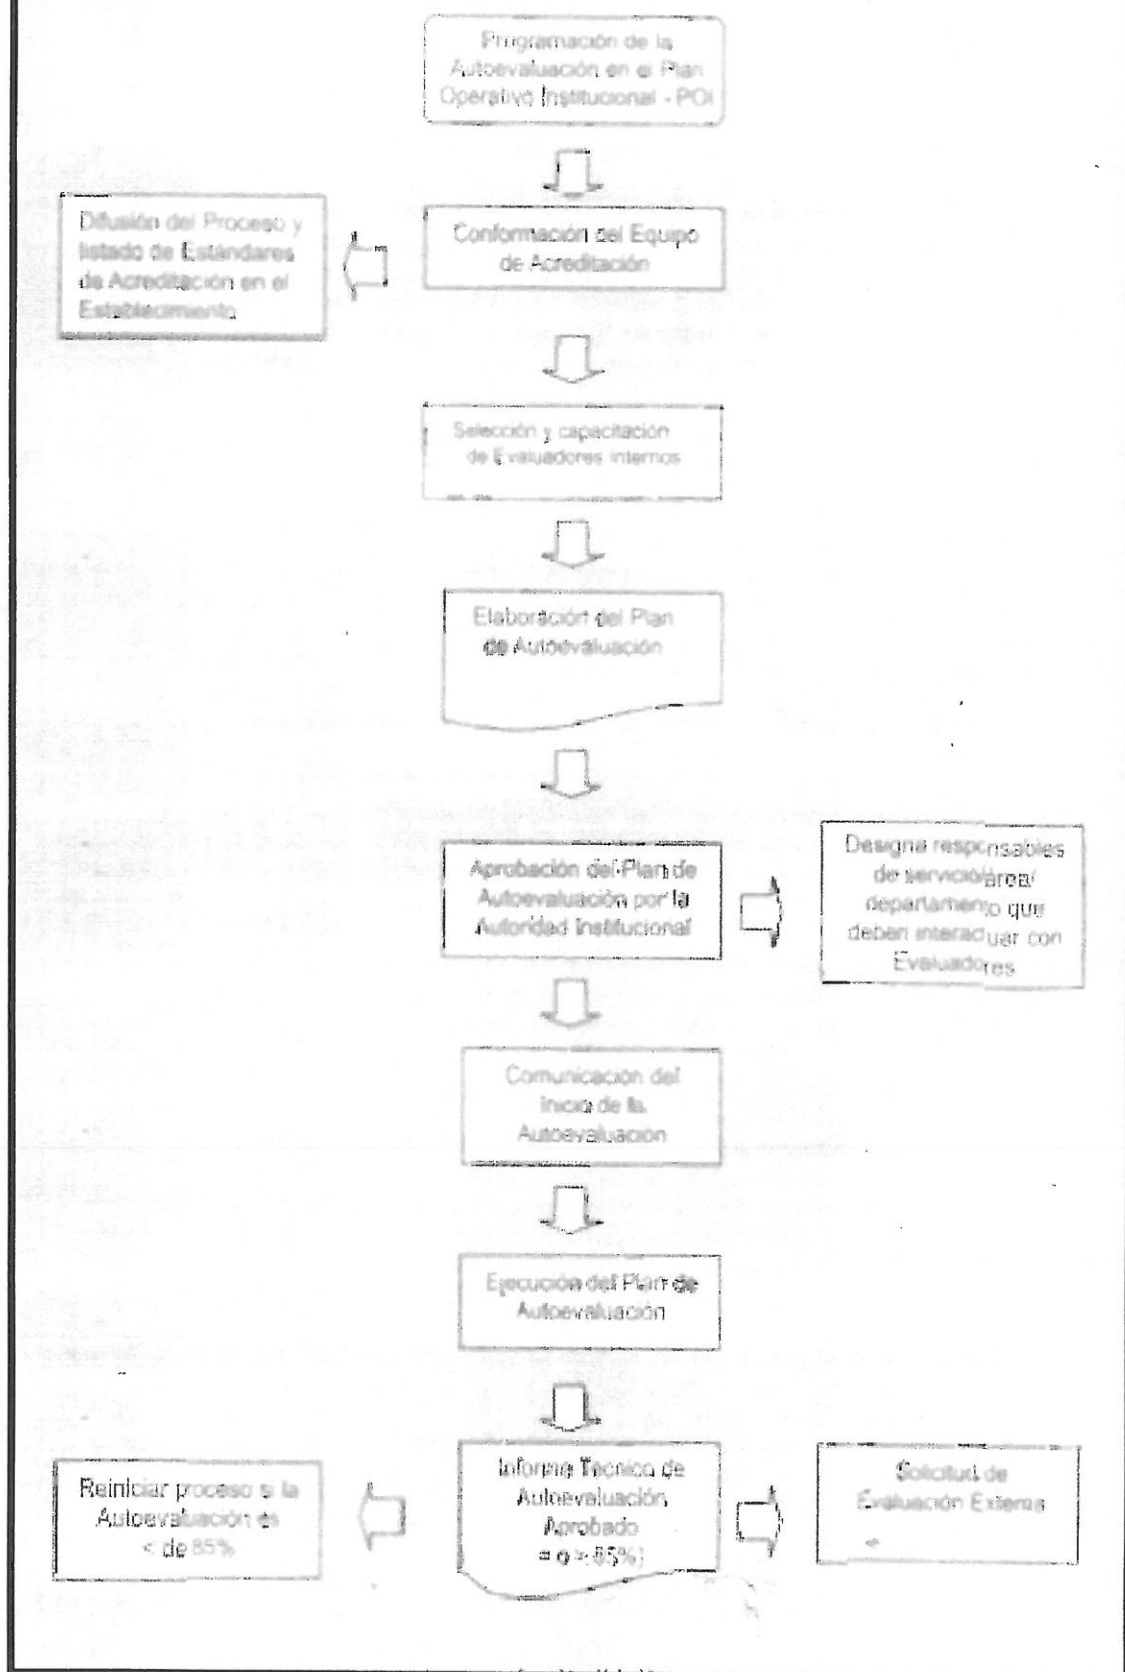 Programación de la
Autoevaluación en el Plan
Operativo Institucional - POI
Difusión del Proceso y
listado de Estándares
de Acreditación en el
Establecimiento
Conformación del Equipo
de Acreditación
Selección y capacitación
de Evaluadores internos
Elaboración del Plan
de Autoevaluación
Aprobación del Plan de
Autoevaluación por la
Autoridad Institucional
Designa responsables
de servicio/área/
departamento que
deben interactuar con
Evaluadores
Comunicación del
Inicio de la
Autoevaluación
Ejecución del Plan de
Autoevaluación
Reiniciar proceso si la
Autoevaluación es
< de 85%
Informe Técnico de
Autoevaluación
Aprobado
= o > 85%)
Solicitud de
Evaluación Externa